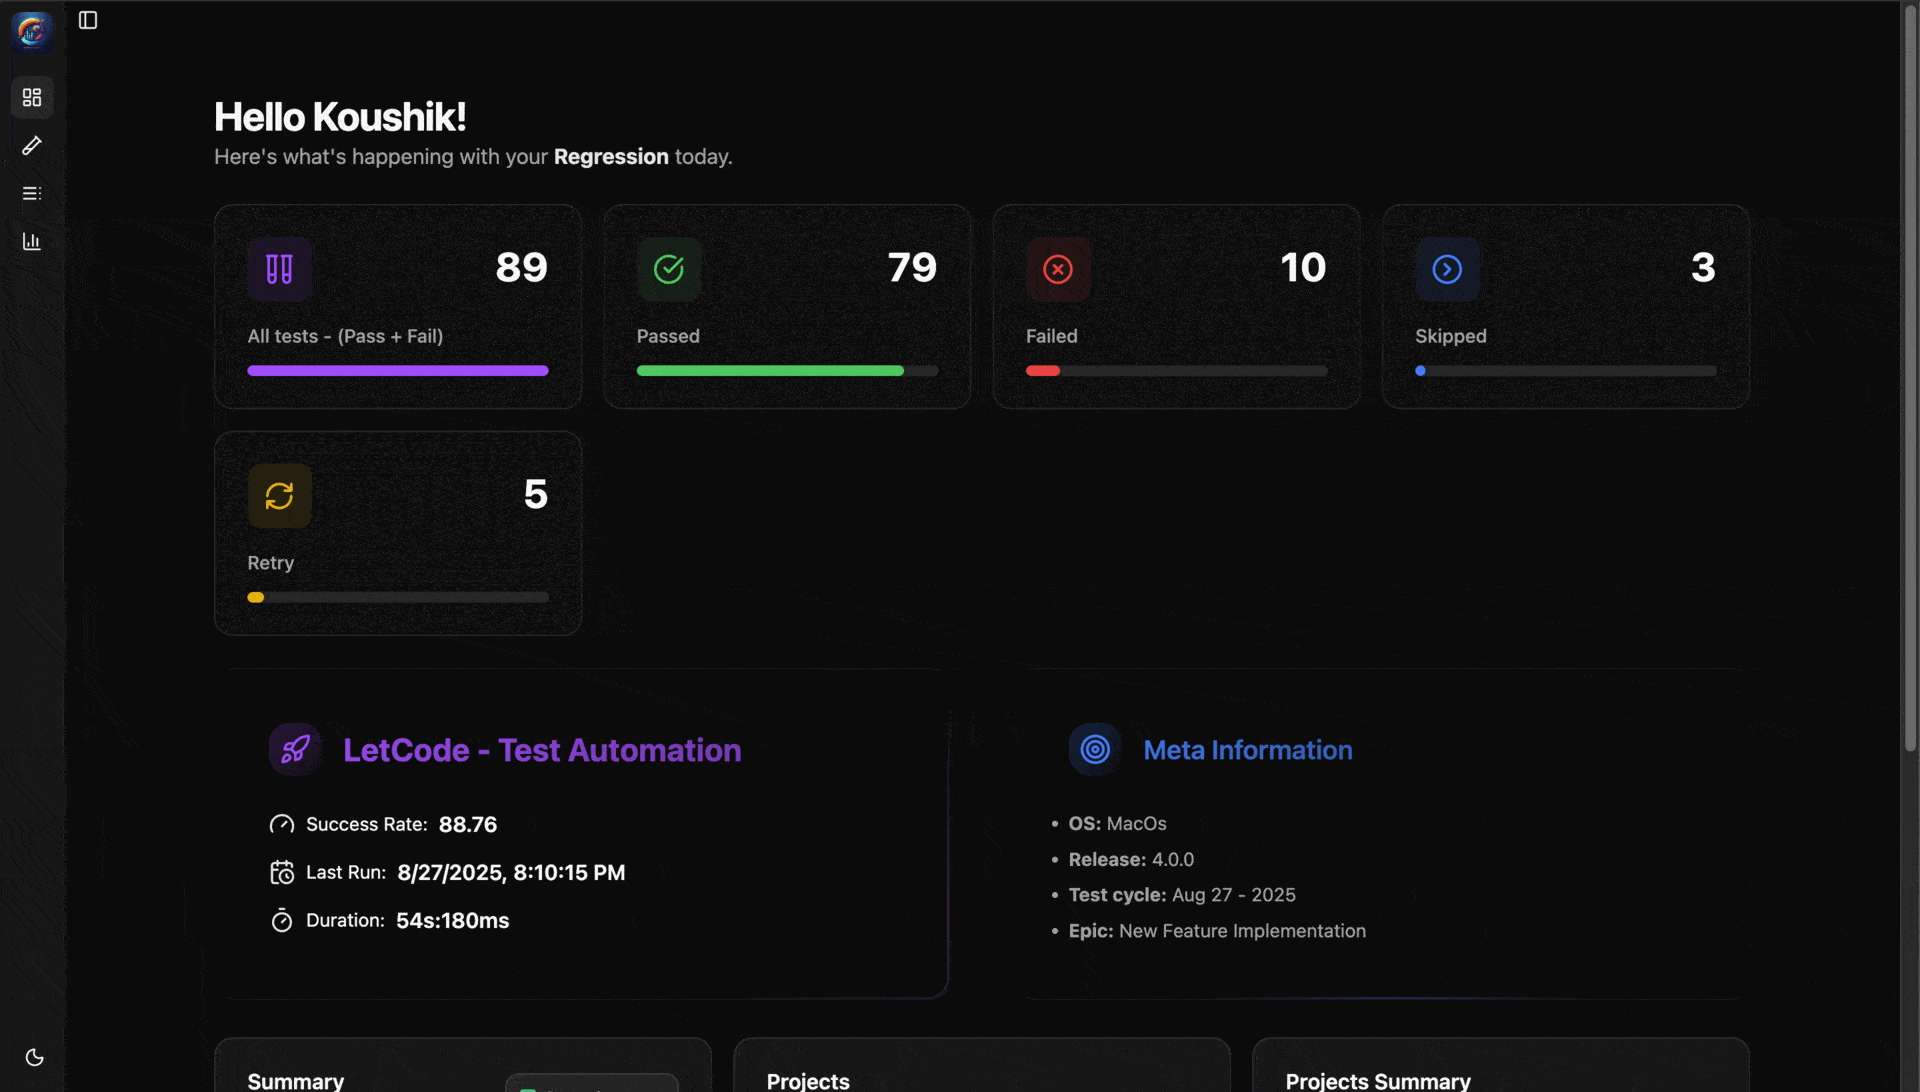 Hello Koushik!
Here's what's happening with your Regression today.
89
All tests - (Pass + Fail)
79
Passed
10
Failed
3
Skipped
5
Retry
LetCode - Test Automation
Success Rate: 88.76
Last Run: 8/27/2025, 8:10:15 PM
Duration: 54s:180ms
Meta Information
• OS: MacOs
• Release: 4.0.0
• Test cycle: Aug 27 - 2025
• Epic: New Feature Implementation
Summary
Projects
Projects Summary